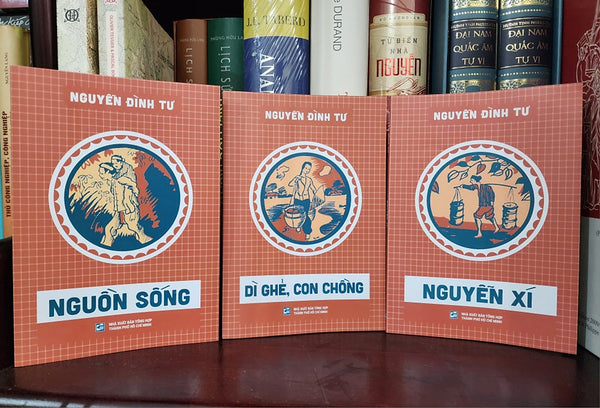 NGUYỄN ĐÌNH TƯ
NGUỒN SỐNG
NHÀ XUẤT BẢN TỔNG HỢP
THÀNH PHỐ HỒ CHÍ MINH
NGUYỄN ĐÌNH TƯ
DÌ GHẺ, CON CHỒNG
NHÀ XUẤT BẢN TỔNG HỢP
THÀNH PHỐ HỒ CHÍ MINH
NGUYỄN ĐÌNH TƯ
NGUYỄN XÍ
NHÀ XUẤT BẢN TỔNG HỢP
THÀNH PHỐ HỒ CHÍ MINH
THỦ CÔNG NGHIỆP, CÔNG NGHIỆP
LỊCH
LỊCH SỬ
J.L. TABERD
DURAND
TỪ ĐIỂN
NHÀ
NGUYỄN
ĐẠI NAM
QUẤC ÂM
TỰ VỊ
ĐẠI NAM
QUẤC ÂM
TỰ VỊ